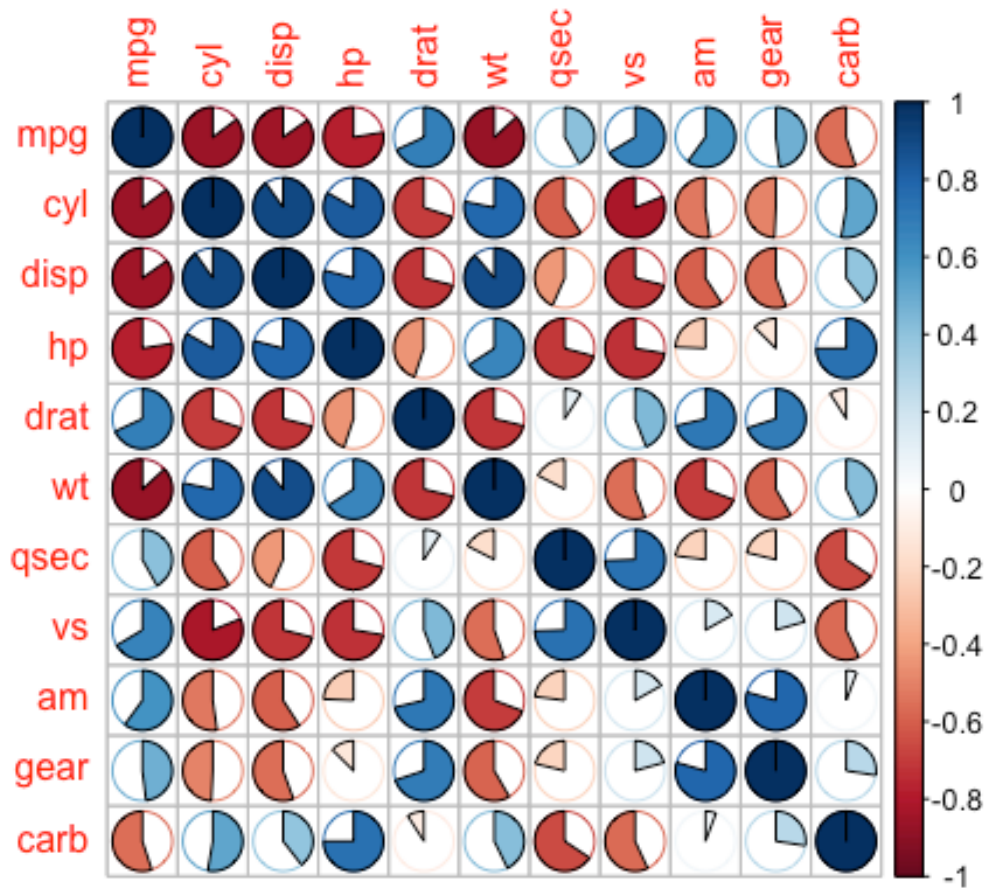 mpg cyl disp hp drat wt qsec vs am gear carb
mpg
cyl
disp
hp
drat
wt
qsec
vs
am
gear
carb
1
0.8
0.6
0.4
0.2
0
-0.2
-0.4
-0.6
-0.8
-1